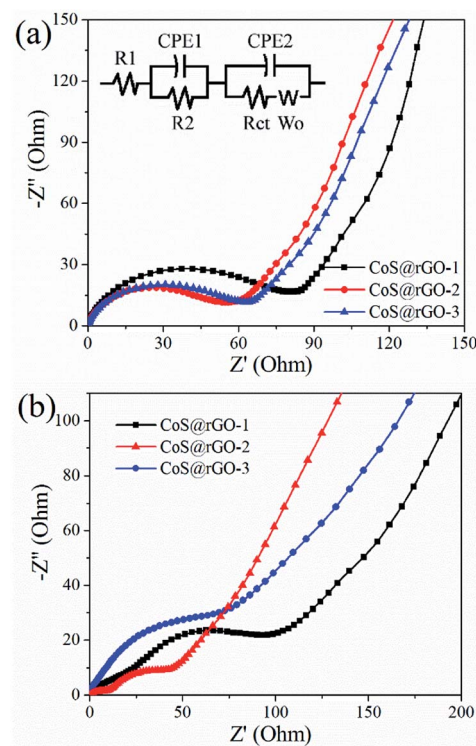 (a)
CPE1
CPE2
R1
R2
Rct
Wo
W
150
120
90
60
30
0
-Z" (Ohm)
CoS@rGO-1
CoS@rGO-2
CoS@rGO-3
0 30 60 90 120 150
Z' (Ohm)
(b)
CoS@rGO-1
CoS@rGO-2
CoS@rGO-3
100
80
60
40
20
0
-Z" (Ohm)
0 50 100 150 200
Z' (Ohm)